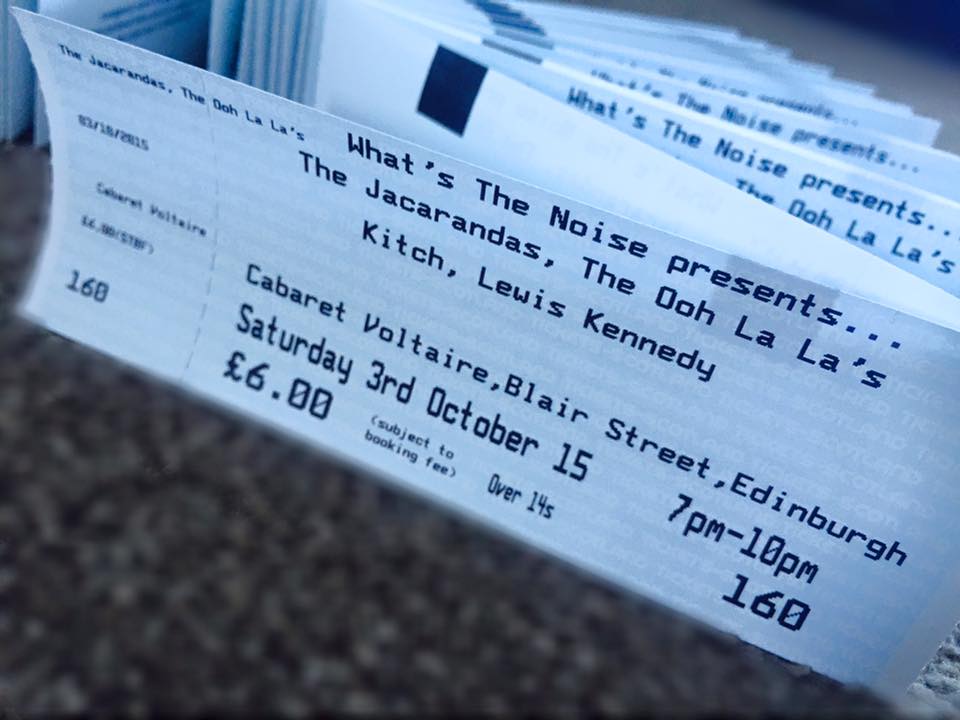 The Jacarandas, The Ooh La La's
03/10/2015
Cabaret Voltaire
£6.00(STBF)
160
What's The Noise presents...
The Jacarandas, The Ooh La La's
Kitch, Lewis Kennedy
Cabaret Voltaire,Blair Street,Edinburgh
Saturday 3rd October 15
7pm-10pm
£6.00
(subject to
booking fee)
Over 14s
160
What's The Noise presents...
The Ooh La La's
What's The Noise presents...
Noise presents...